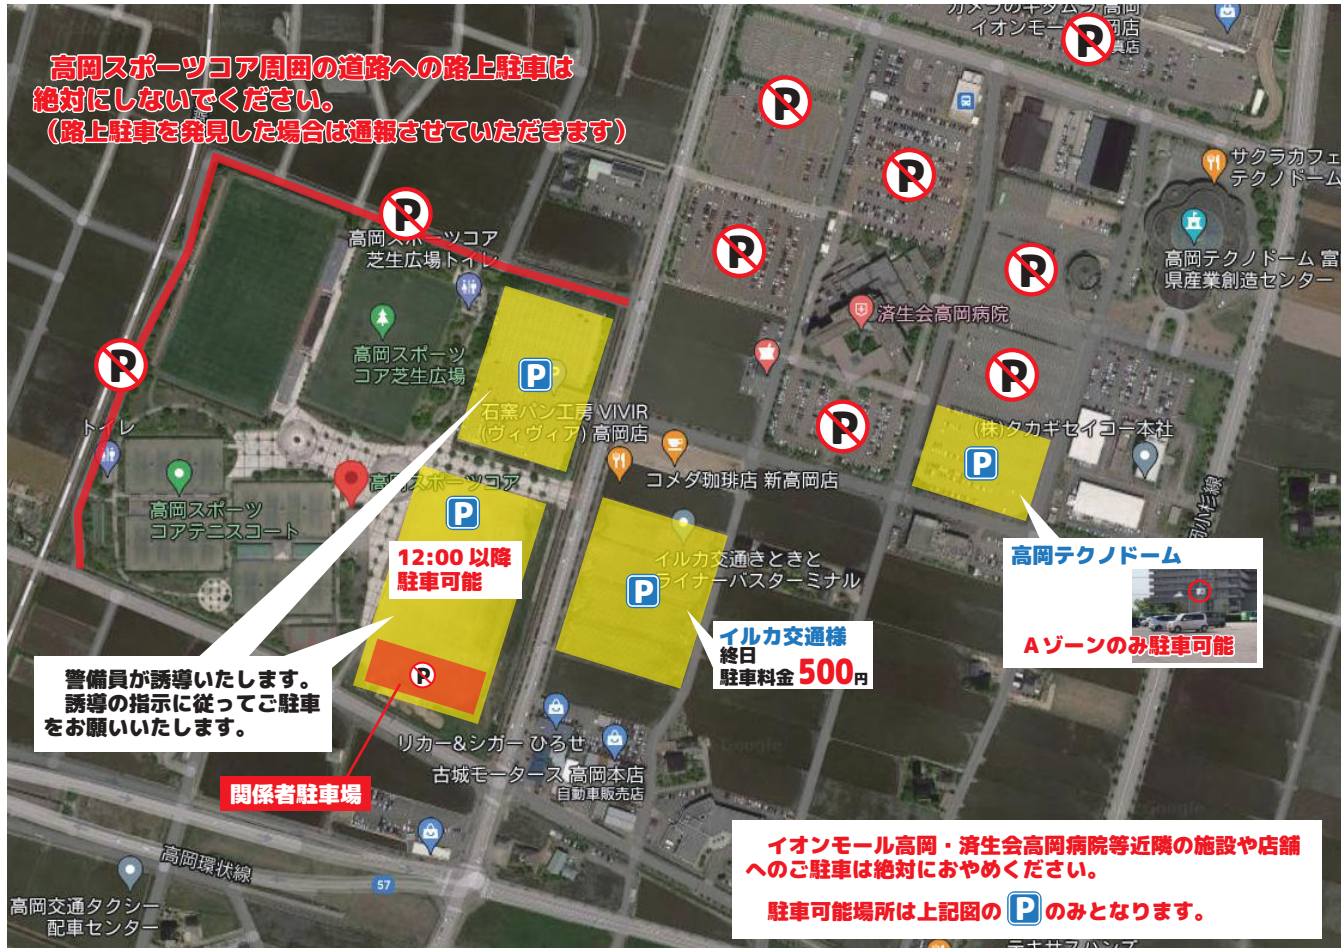 カメラのキタムラ 高岡
イオンモー
岡店
真店
高岡スポーツコア周囲の道路への路上駐車は
絶対にしないでください。
（路上駐車を発見した場合は通報させていただきます）
P
P
P
P
P
P
P
P
P
サクラカフェ
テクノドーム
高岡テクノドーム 富
県産業創造センター
高岡スポーツコア
芝生広場トイレ
済生会高岡病院
高岡スポーツ
コア芝生広場
P
石窯パン工房 VIVIR
(ヴィヴィア) 高岡店
トイレ
(株)タカギセイコー本社
P
コメダ珈琲店 新高岡店
高岡スポーツコア
P
高岡スポーツ
コアテニスコート
12:00 以降
駐車可能
イルカ交通きときと
ライナーバスターミナル
P
小杉線
高岡テクノドーム
Aゾーンのみ駐車可能
イルカ交通様
終日
駐車料金 500円
警備員が誘導いたします。
誘導の指示に従ってご駐車
をお願いいたします。
P
関係者駐車場
リカー&シガー ひろせ
古城モータース 高岡本店
自動車販売店
Google
Google
高岡環状線
57
高岡交通タクシー
配車センター
イオンモール高岡・済生会高岡病院等近隣の施設や店舗
へのご駐車は絶対におやめください。
駐車可能場所は上記図の P のみとなります。